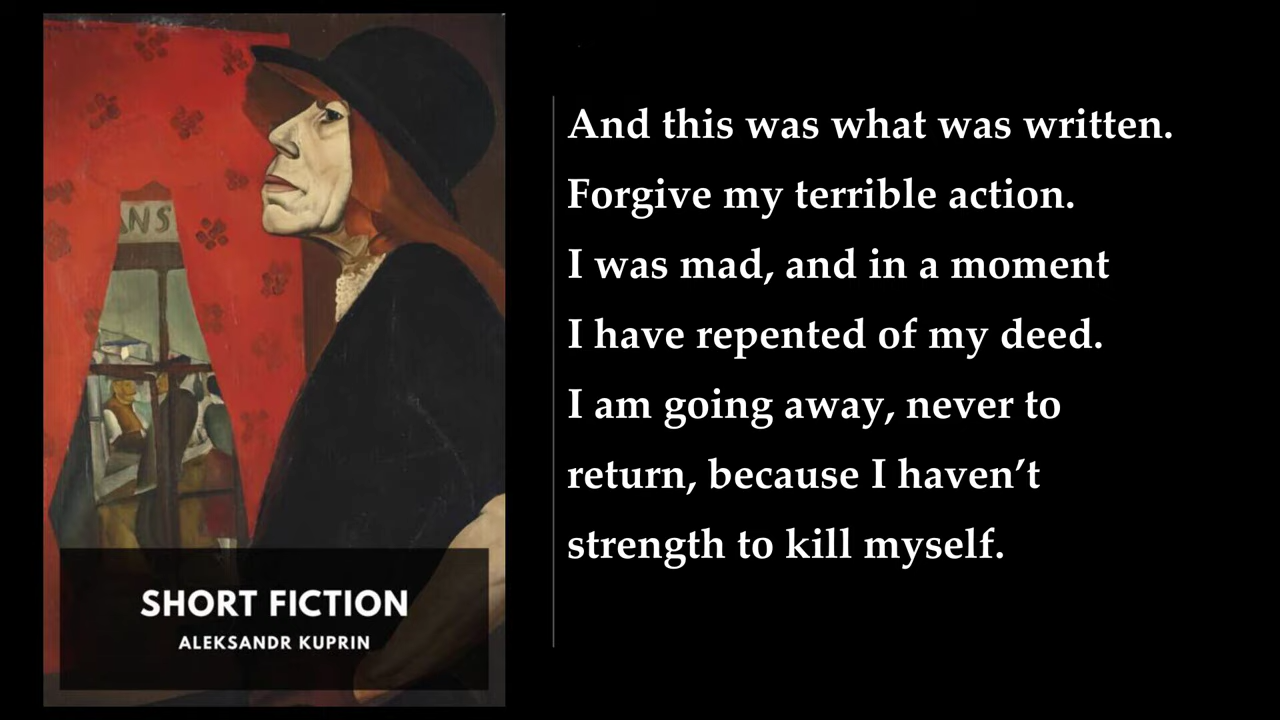 ANS
SHORT FICTION
ALEKSANDR KUPRIN
And this was what was written.
Forgive my terrible action.
I was mad, and in a moment
I have repented of my deed.
I am going away, never to
return, because I haven’t
strength to kill myself.